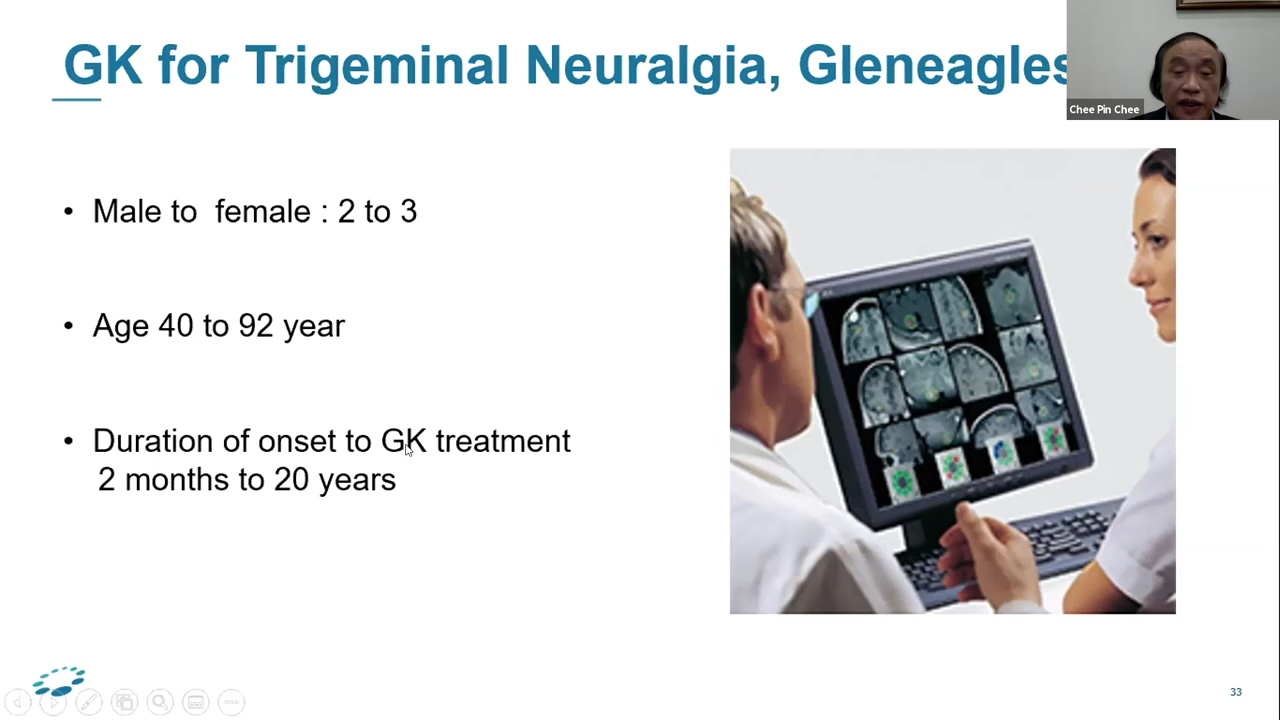 GK for Trigeminal Neuralgia, Gleneagles
Chee Pin Chee
• Male to female : 2 to 3
• Age 40 to 92 year
• Duration of onset to GK treatment
2 months to 20 years
33